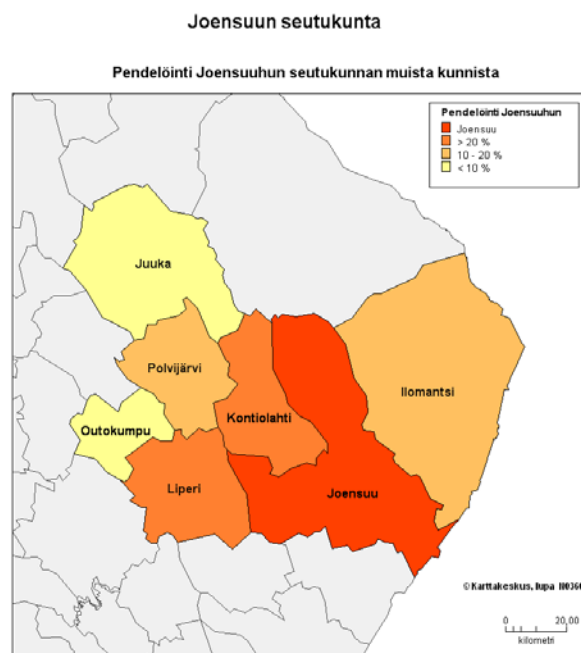 Joensuun seutukunta
Pendelöinti Joensuuhun seutukunnan muista kunnista
Pendelöinti Joensuuhun
Joensuu
> 20 %
10 - 20 %
< 10 %
Juuka
Polvijärvi
Ilomantsi
Kontiolahti
Outokumpu
Liperi
Joensuu
© Karttakeskus, lupa
0 20,00
kilometri